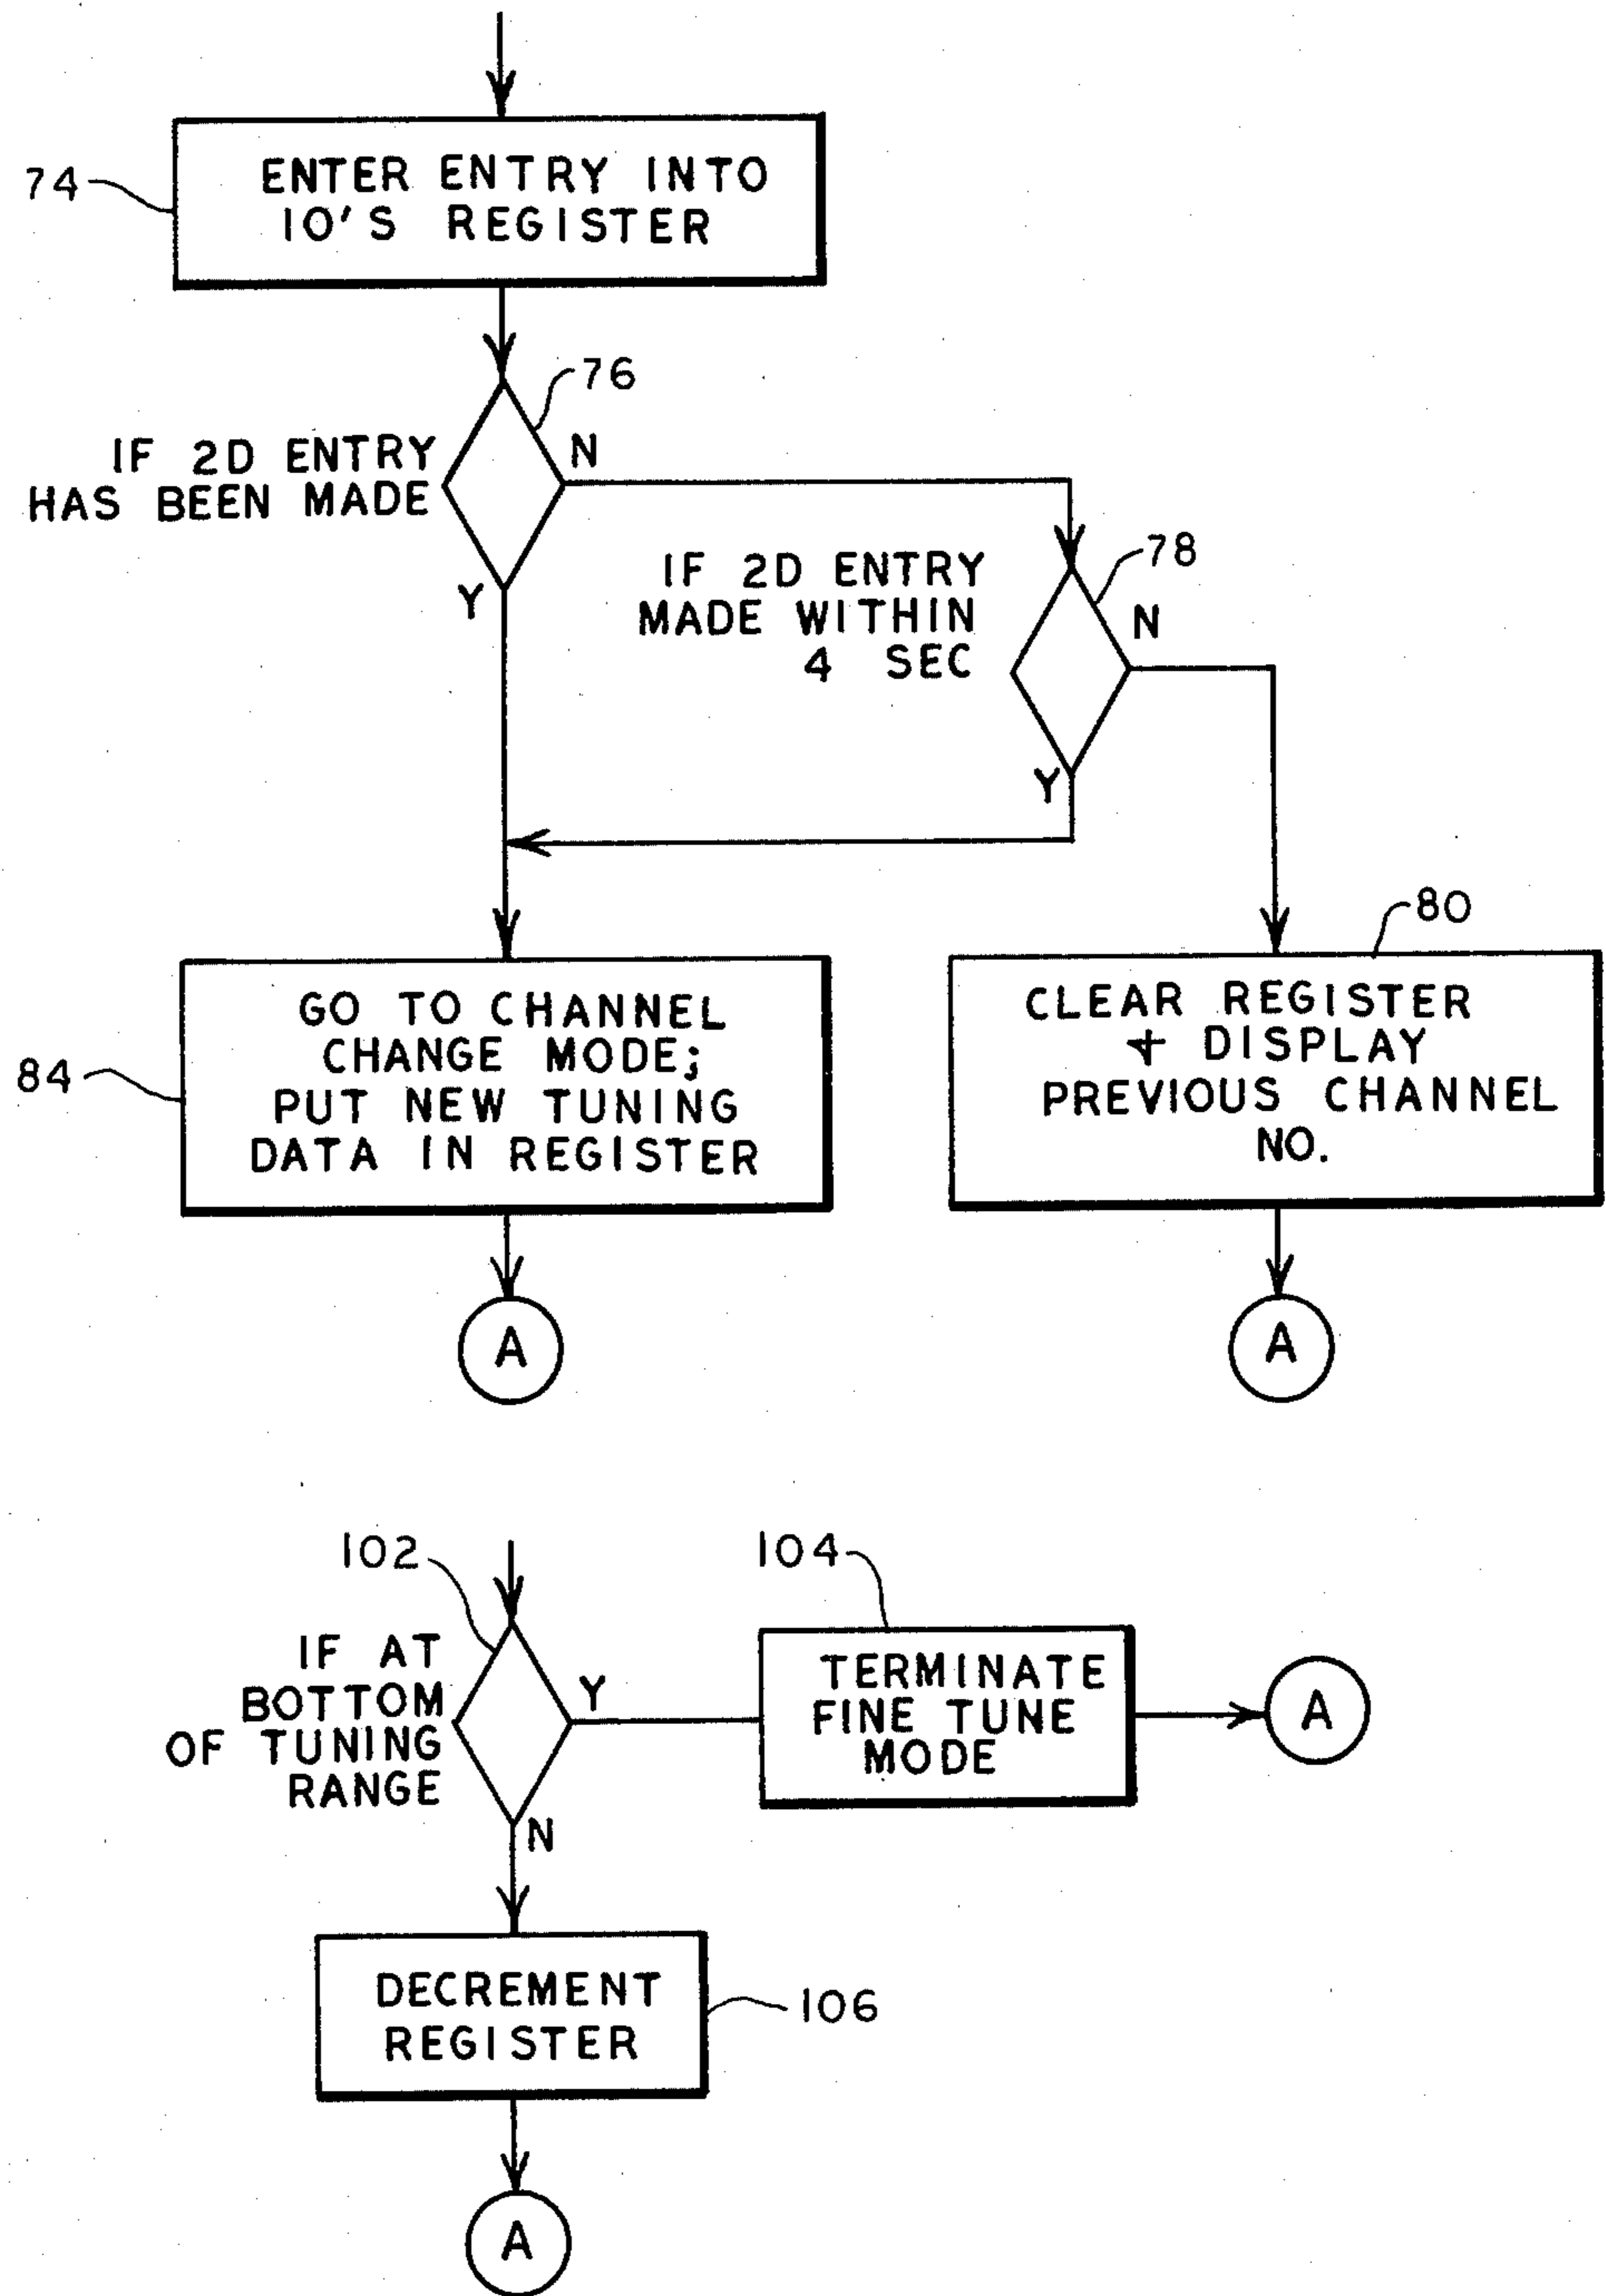 74
ENTER ENTRY INTO
10'S REGISTER
76
IF 2D ENTRY
HAS BEEN MADE
N
Y
78
IF 2D ENTRY
MADE WITHIN
4 SEC
N
Y
84
GO TO CHANNEL
CHANGE MODE;
PUT NEW TUNING
DATA IN REGISTER
80
CLEAR REGISTER
+ DISPLAY
PREVIOUS CHANNEL
NO.
A
A
102
IF AT
BOTTOM
OF TUNING
RANGE
Y
N
104
TERMINATE
FINE TUNE
MODE
A
DECREMENT
REGISTER
106
A